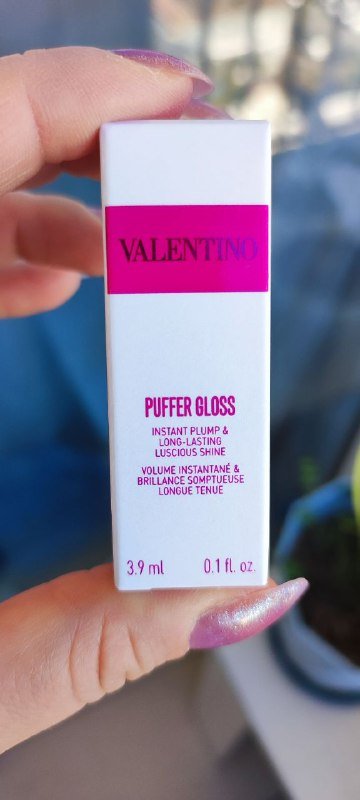 VALENTINO
PUFFER GLOSS
INSTANT PLUMP &
LONG-LASTING
LUSCIOUS SHINE
VOLUME INSTANTANÉ &
BRILLANCE SOMPTUEUSE
LONGUE TENUE
3.9 ml 0.1 fl. oz.